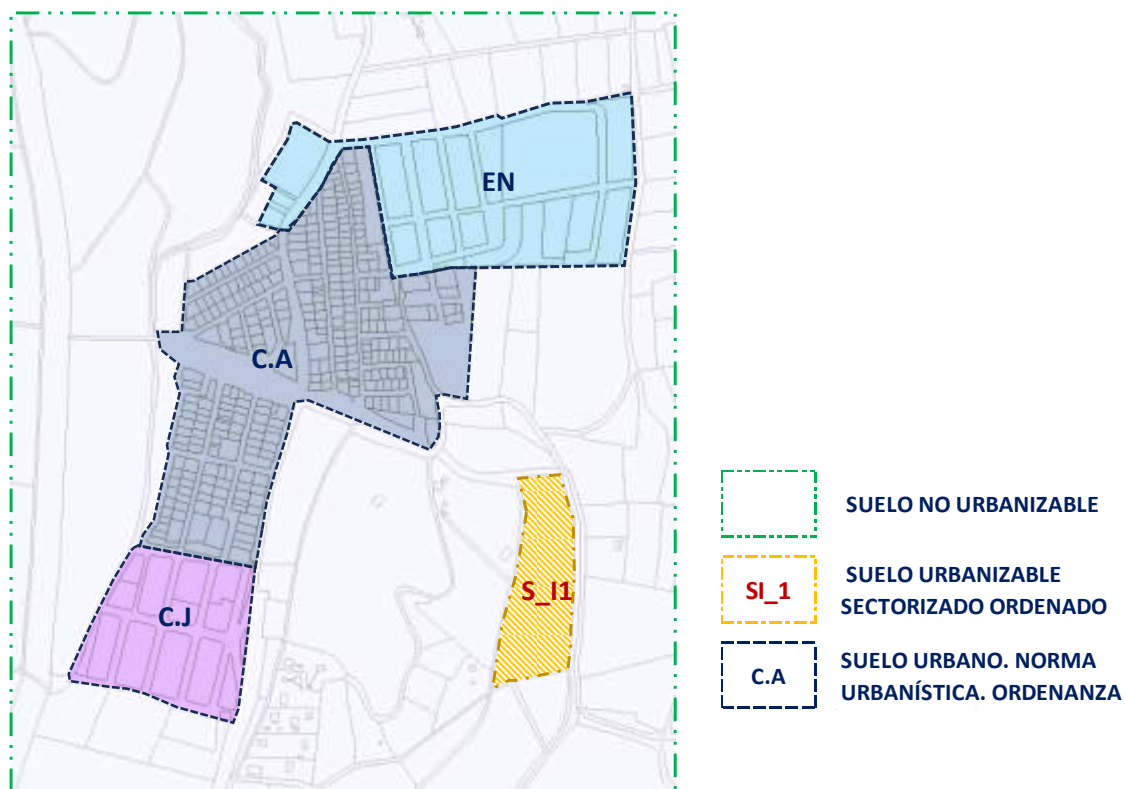 EN
C.A
C.J
S_I1
SUELO NO URBANIZABLE
SI_1
SUELO URBANIZABLE
SECTORIZADO ORDENADO
C.A
SUELO URBANO. NORMA
URBANÍSTICA. ORDENANZA